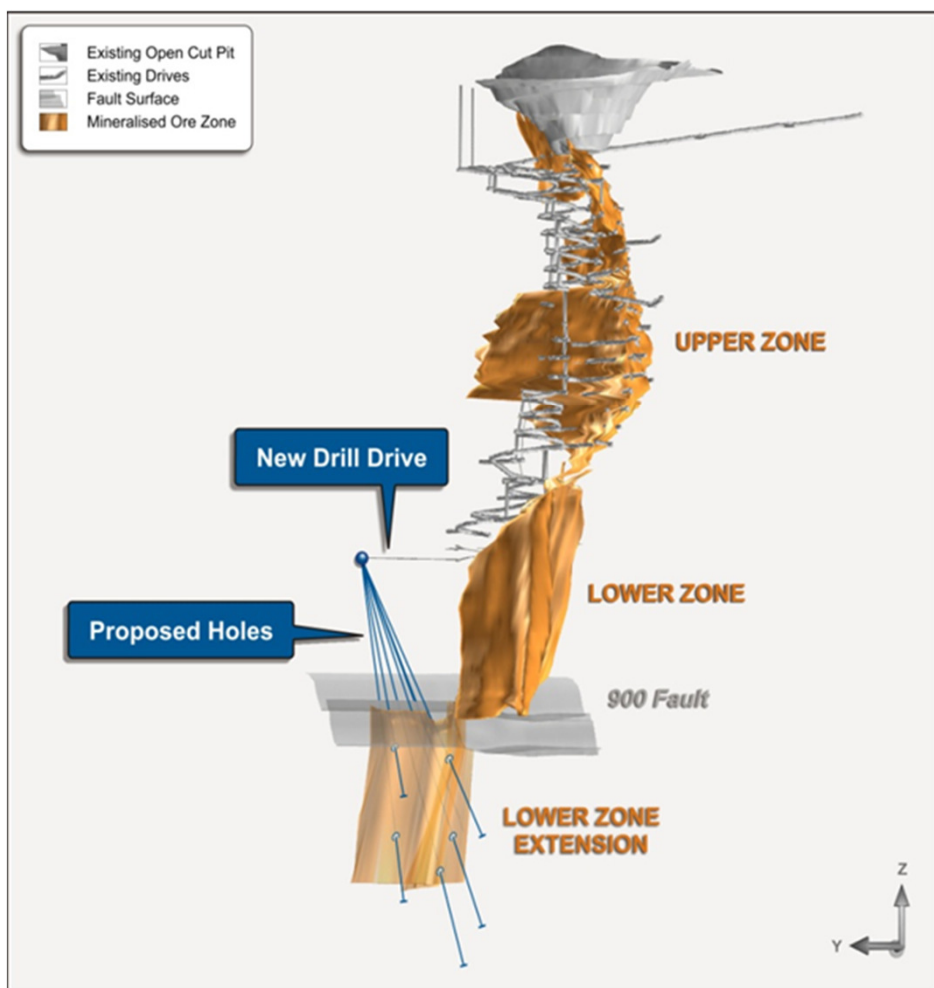 Existing Open Cut Pit
Existing Drives
Fault Surface
Mineralised Ore Zone
UPPER ZONE
New Drill Drive
LOWER ZONE
Proposed Holes
900 Fault
LOWER ZONE
EXTENSION
Z
Y